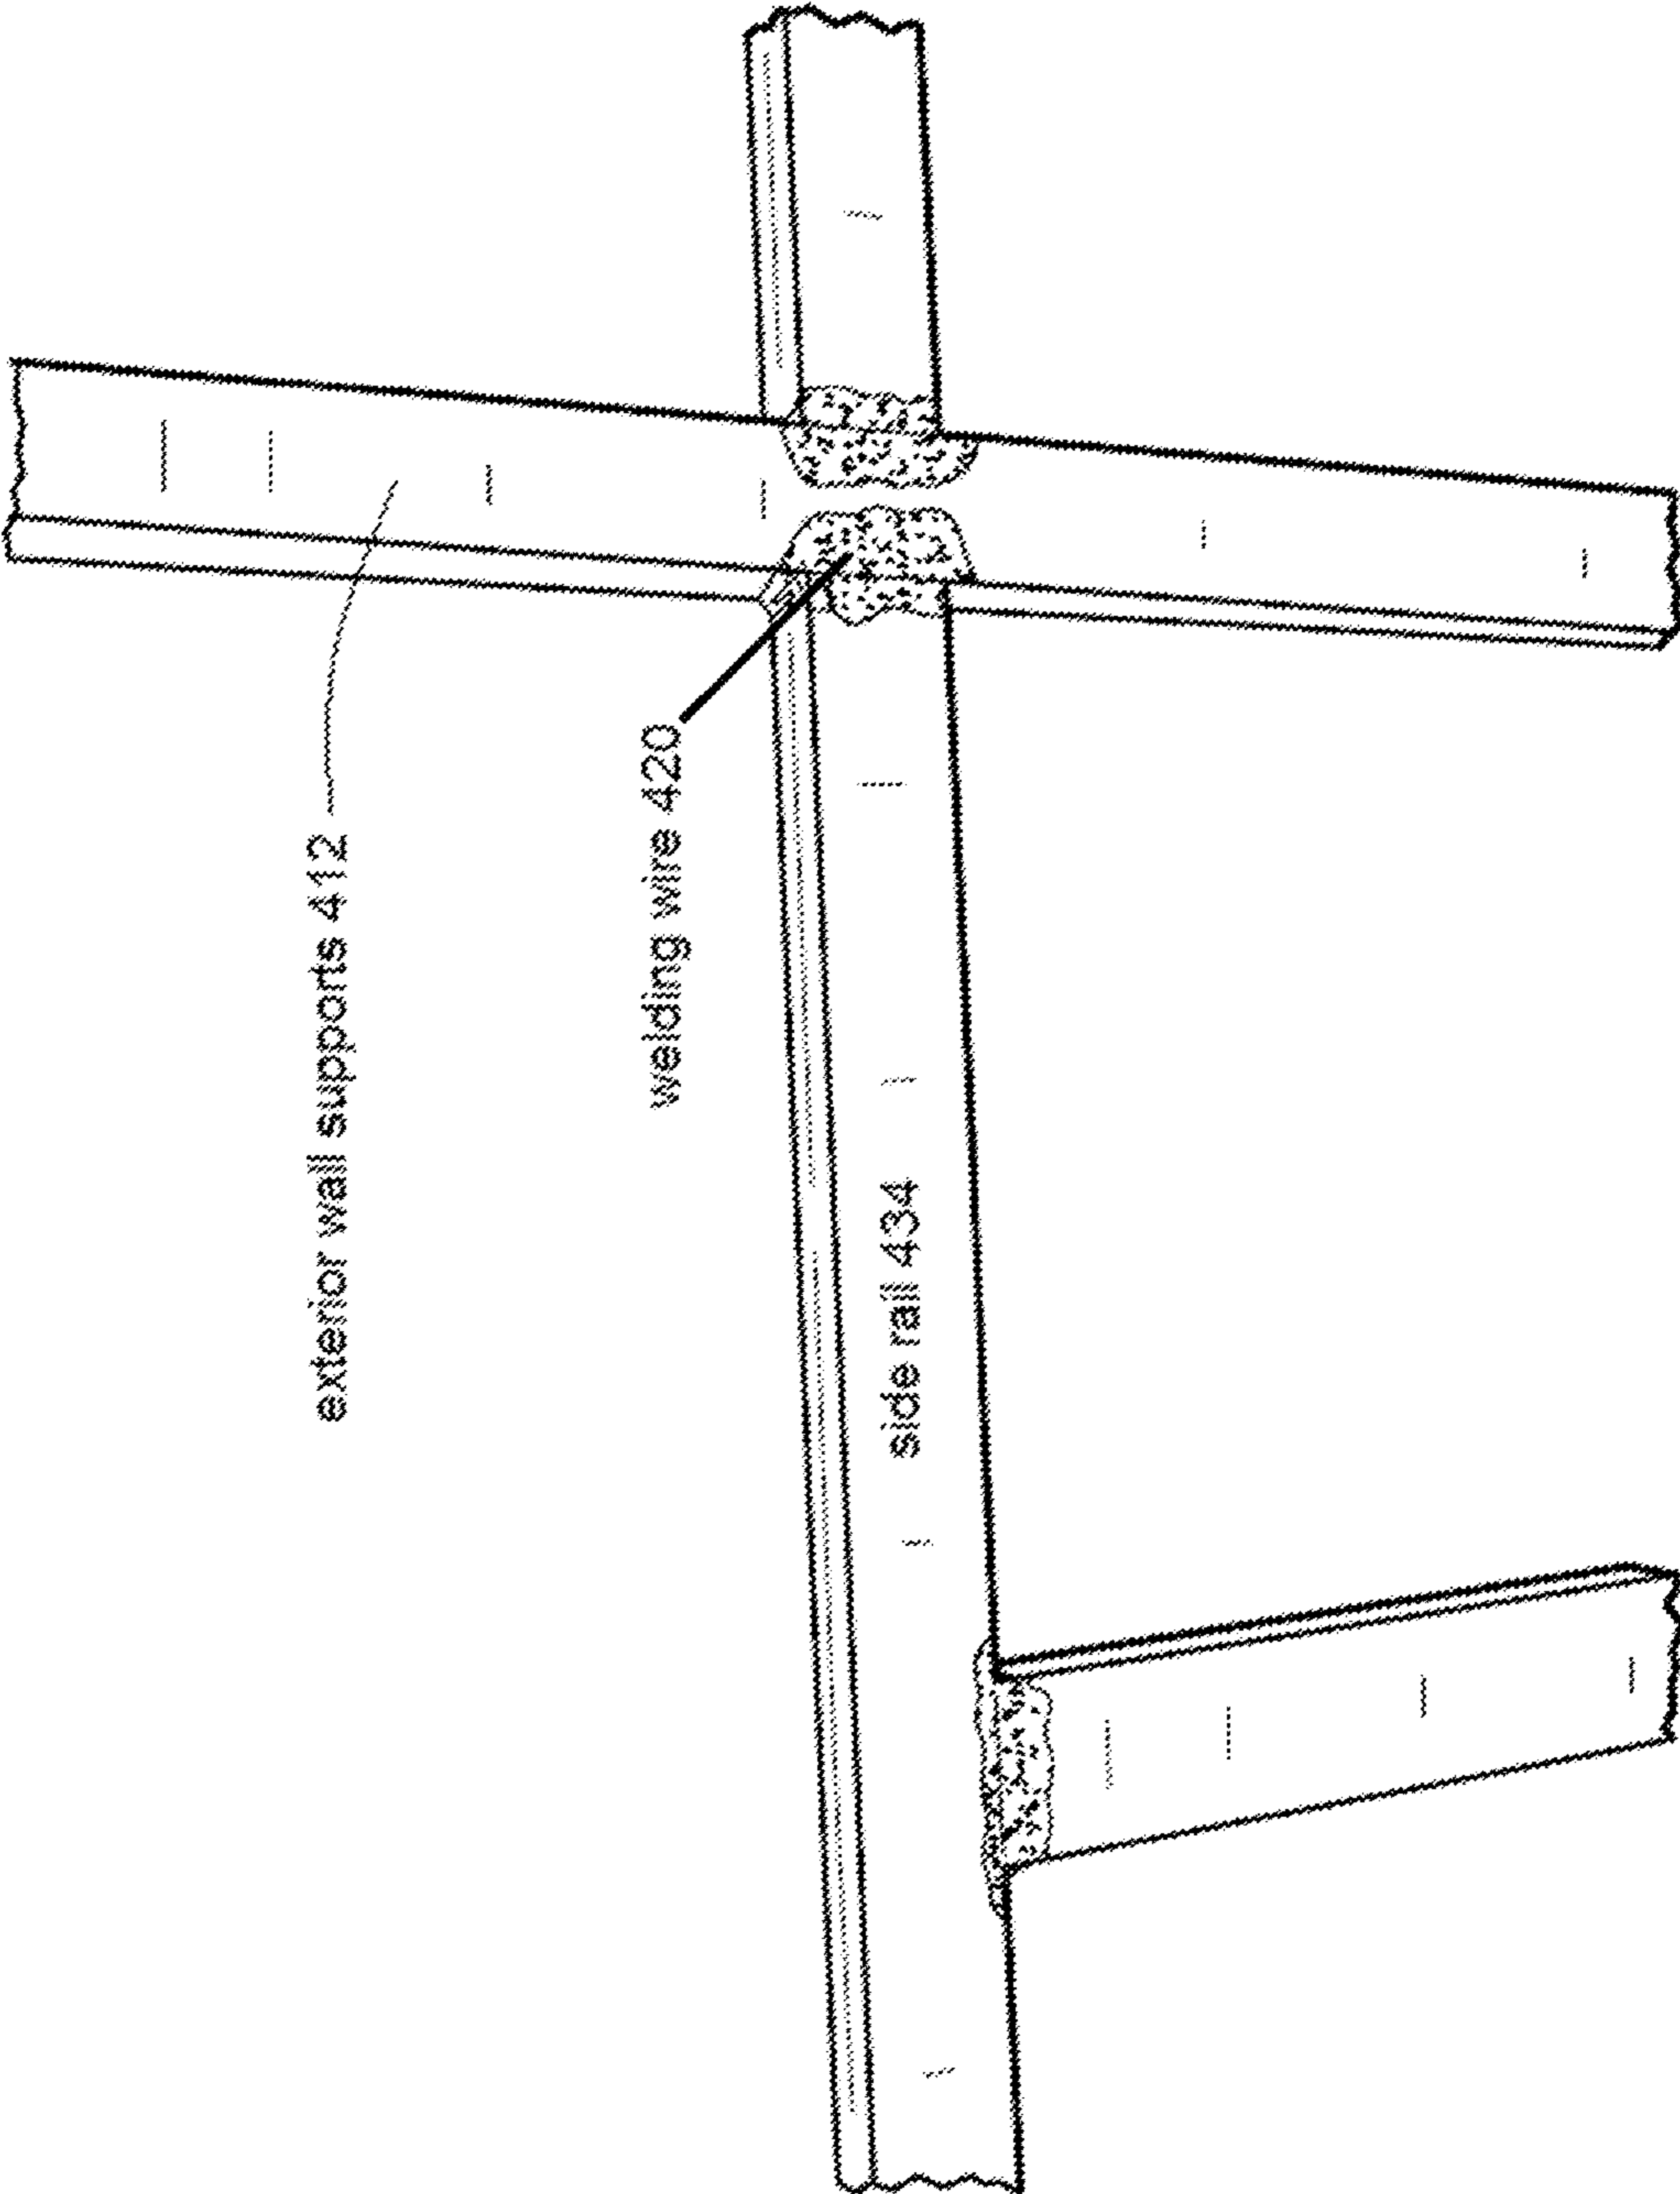 exterior wall supports 412
welding wire 420
side rail 434